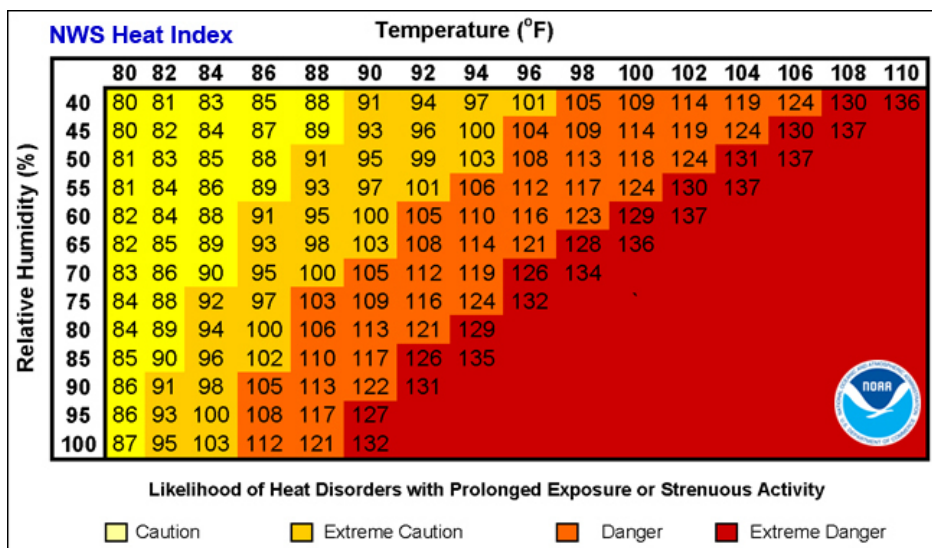 NWS Heat Index
Temperature (°F)
80 82 84 86 88 90 92 94 96 98 100 102 104 106 108 110
Relative Humidity (%)
40 80 81 83 85 88 91 94 97 101 105 109 114 119 124 130 136
45 80 82 84 87 89 93 96 100 104 109 114 119 124 130 137
50 81 83 85 88 91 95 99 103 108 113 118 124 131 137
55 81 84 86 89 93 97 101 106 112 117 124 130 137
60 82 84 88 91 95 100 105 110 116 123 129 137
65 82 85 89 93 98 103 108 114 121 128 136
70 83 86 90 95 100 105 112 119 126 134
75 84 88 92 97 103 109 116 124 132
80 84 89 94 100 106 113 121 129
85 85 90 96 102 110 117 126 135
90 86 91 98 105 113 122 131
95 86 93 100 108 117 127
100 87 95 103 112 121 132
NOAA
Likelihood of Heat Disorders with Prolonged Exposure or Strenuous Activity
Caution Extreme Caution Danger Extreme Danger